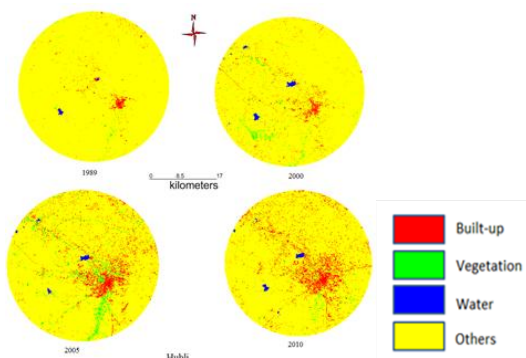 N
1989
0 8.5 17
kilometers
2000
2005
Hubli
2010
Built-up
Vegetation
Water
Others